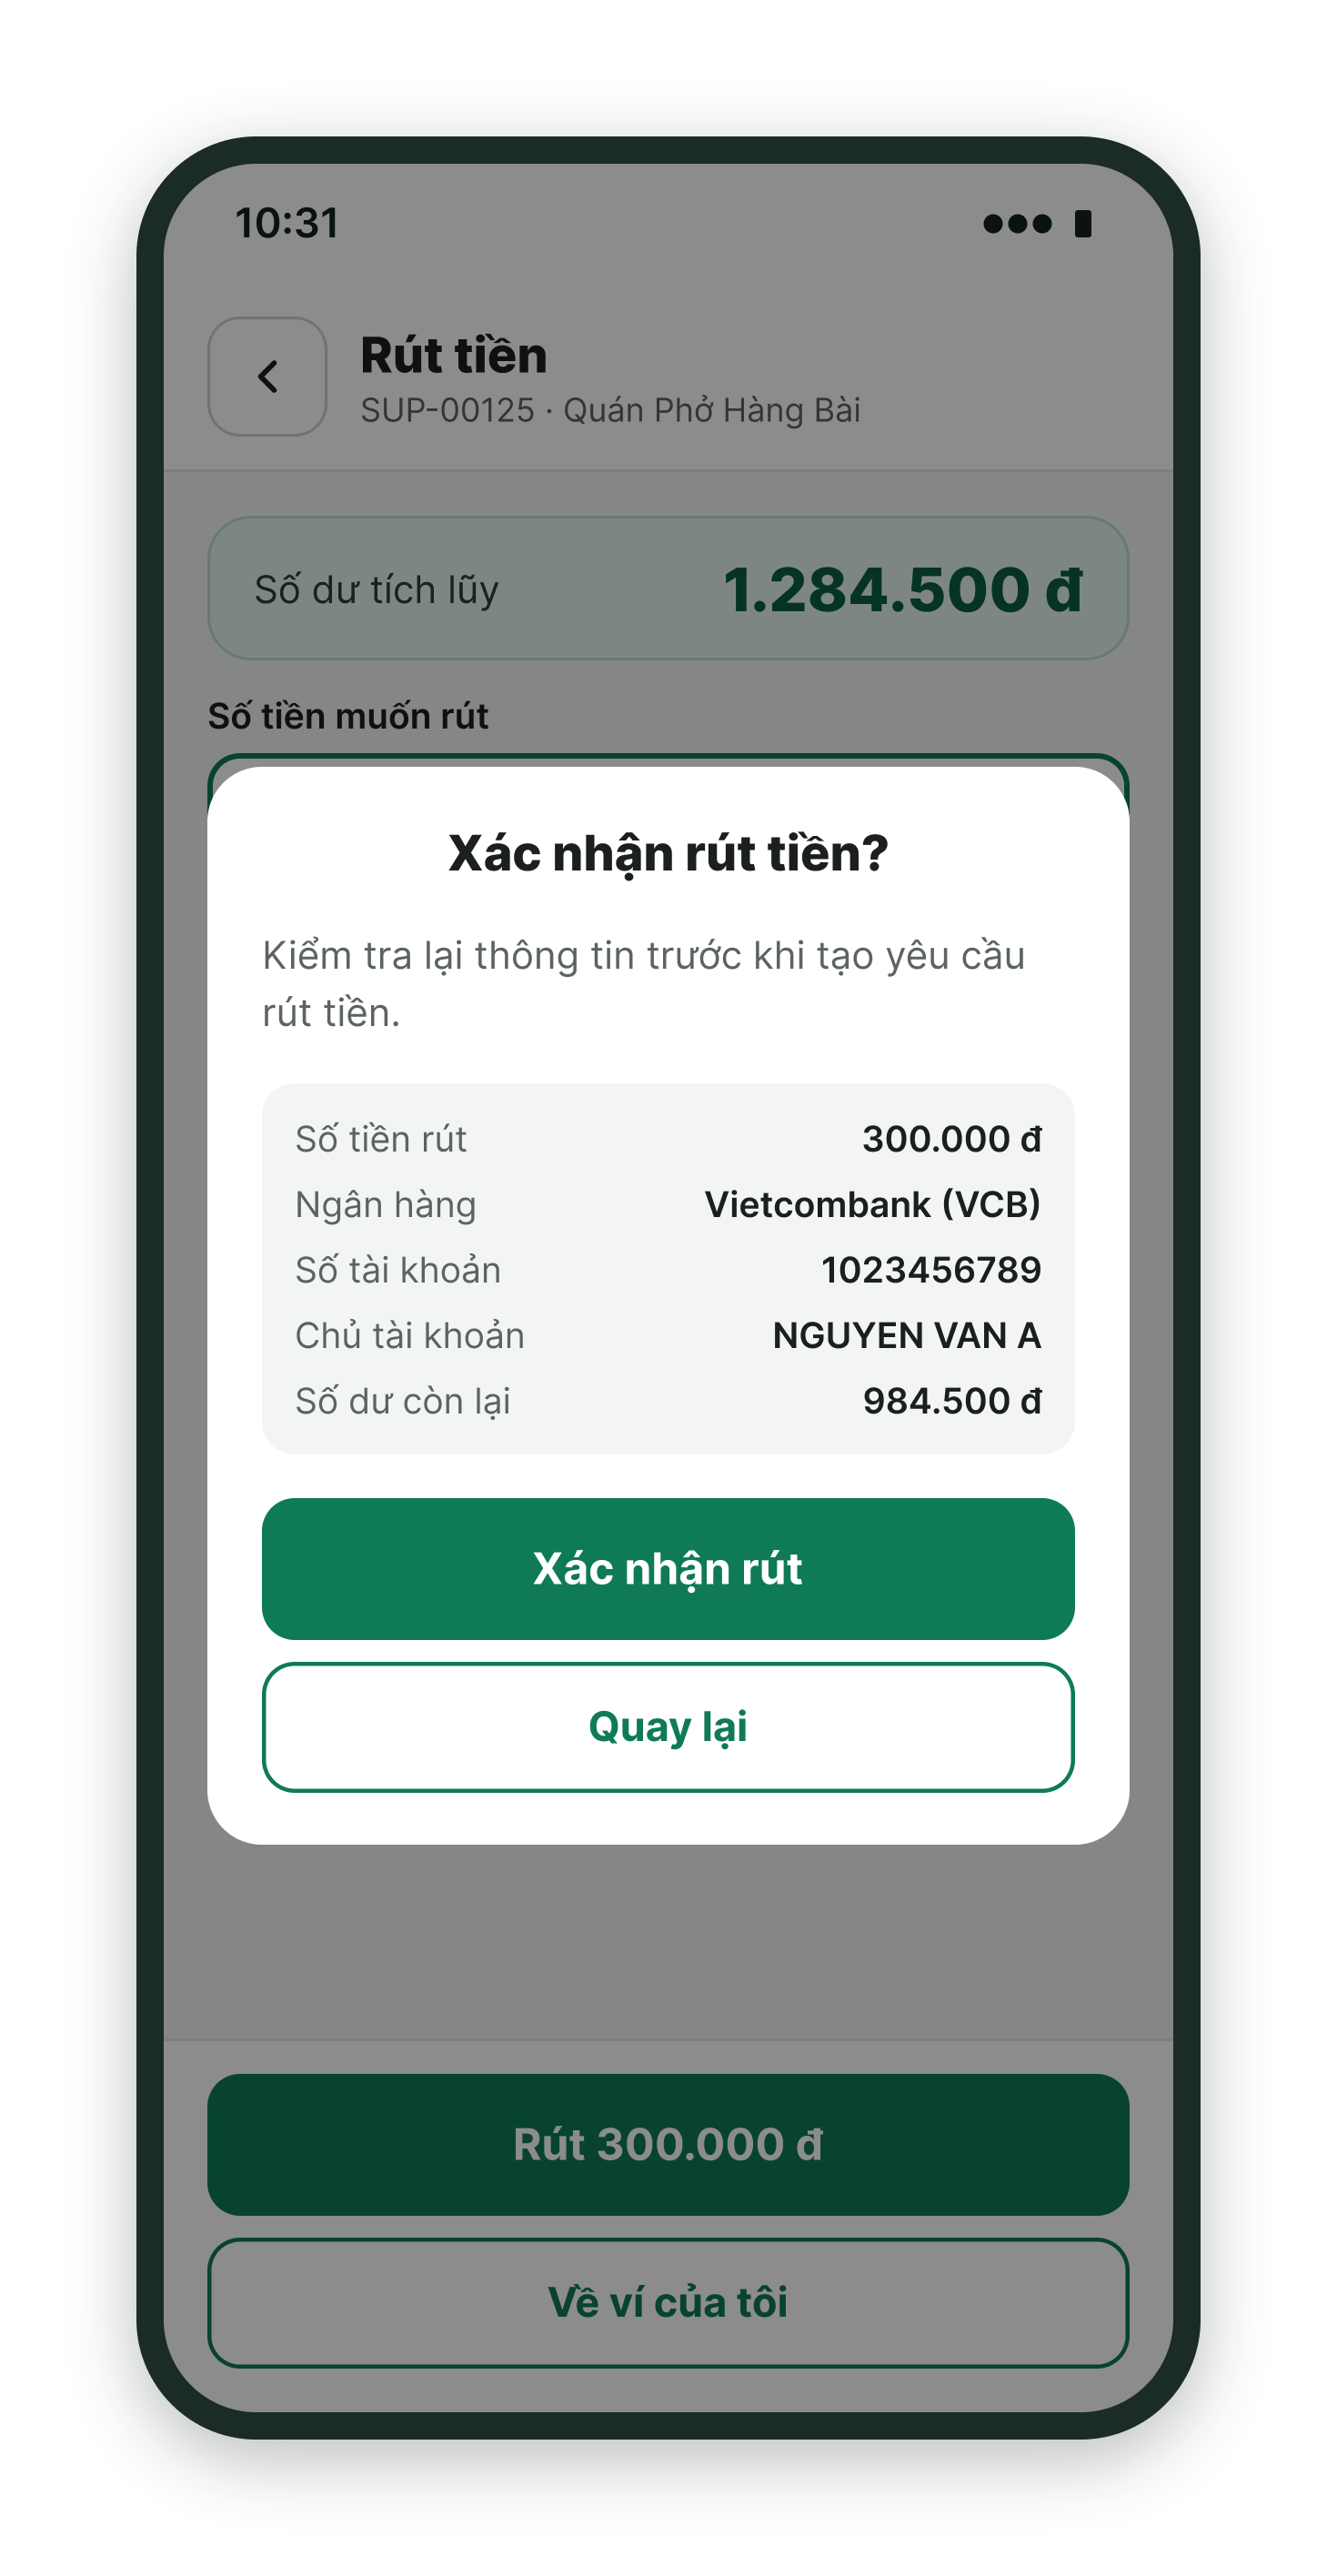 10:31
Rút tiền
SUP-00125 · Quán Phở Hàng Bài
Số dư tích lũy 1.284.500 đ
Số tiền muốn rút
Xác nhận rút tiền?
Kiểm tra lại thông tin trước khi tạo yêu cầu
rút tiền.
Số tiền rút 300.000 đ
Ngân hàng Vietcombank (VCB)
Số tài khoản 1023456789
Chủ tài khoản NGUYEN VAN A
Số dư còn lại 984.500 đ
Xác nhận rút
Quay lại
Rút 300.000 đ
Về ví của tôi